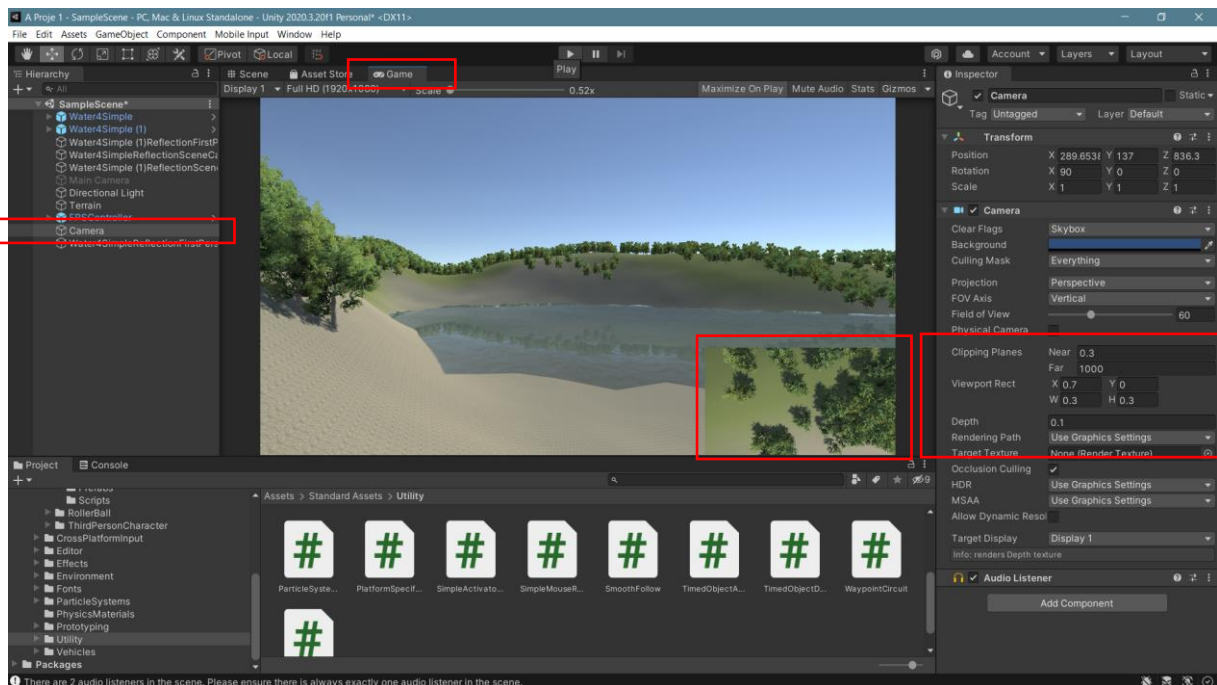 A Proje 1 - SampleScene - PC, Mac & Linux Standalone - Unity 2020.3.20f1 Personal* <DX11>
File Edit Assets GameObject Component Mobile Input Window Help
Pivot Local
Account Layers Layout
Hierarchy
Scene Asset Store Game
Play
Inspector
All
Display 1 Full HD (1920x1080) Scale 0.52x Maximize On Play Mute Audio Stats Gizmos
SampleScene*
Water4Simple
Water4Simple (1)
Water4Simple (1)ReflectionFirstP
Water4SimpleReflectionSceneCa
Water4Simple (1)ReflectionScen
Main Camera
Directional Light
Terrain
FPSController
Camera
Water4SimpleReflectionFirstPers
Camera Static
Tag Untagged Layer Default
Transform
Position X 289.6538 Y 137 Z 836.3
Rotation X 90 Y 0 Z 0
Scale X 1 Y 1 Z 1
Camera
Clear Flags Skybox
Background
Culling Mask Everything
Projection Perspective
FOV Axis Vertical
Field of View 60
Physical Camera
Clipping Planes Near 0.3
Far 1000
Viewport Rect X 0.7 Y 0
W 0.3 H 0.3
Depth 0.1
Rendering Path Use Graphics Settings
Target Texture None (Render Texture)
Occlusion Culling
HDR Use Graphics Settings
MSAA Use Graphics Settings
Allow Dynamic Resol
Target Display Display 1
Info: renders Depth texture
Audio Listener
Add Component
Project Console
9
Prefabs
Scripts
RollerBall
ThirdPersonCharacter
CrossPlatformInput
Editor
Effects
Environment
Fonts
ParticleSystems
PhysicsMaterials
Prototyping
Utility
Vehicles
Packages
Assets > Standard Assets > Utility
# # # # # # # #
ParticleSyste... PlatformSpecif... SimpleActivato... SimpleMouseR... SmoothFollow TimedObjectA... TimedObjectD... WaypointCircuit
#
There are 2 audio listeners in the scene. Please ensure there is always exactly one audio listener in the scene.